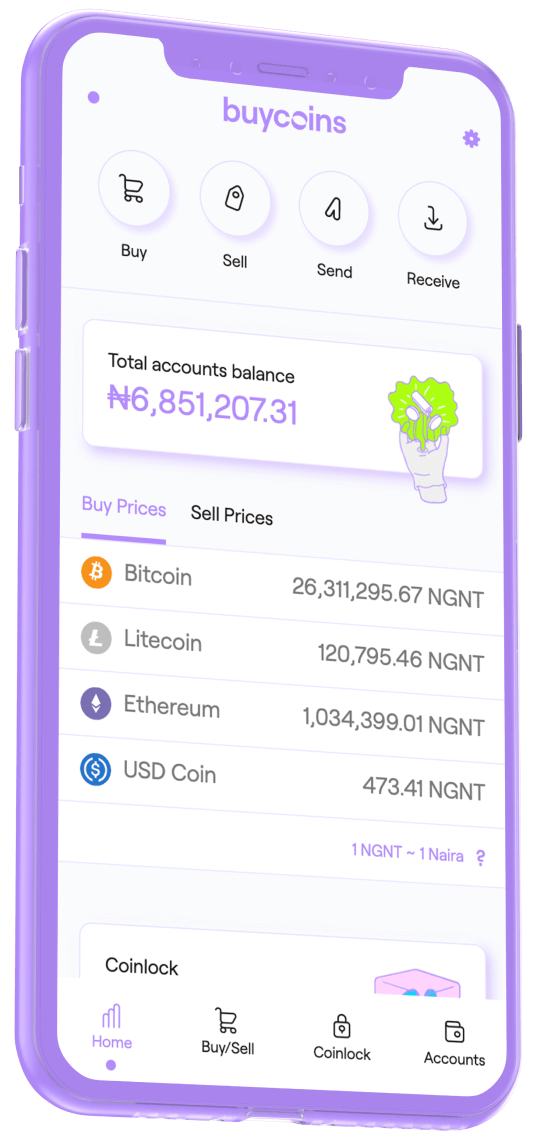 buycoins
Buy
Sell
Send
Receive
Total accounts balance
₦6,851,207.31
Buy Prices Sell Prices
Bitcoin 26,311,295.67 NGNT
Litecoin 120,795.46 NGNT
Ethereum 1,034,399.01 NGNT
USD Coin 473.41 NGNT
1 NGNT ~ 1 Naira ?
Coinlock
Home
Buy/Sell
Coinlock
Accounts